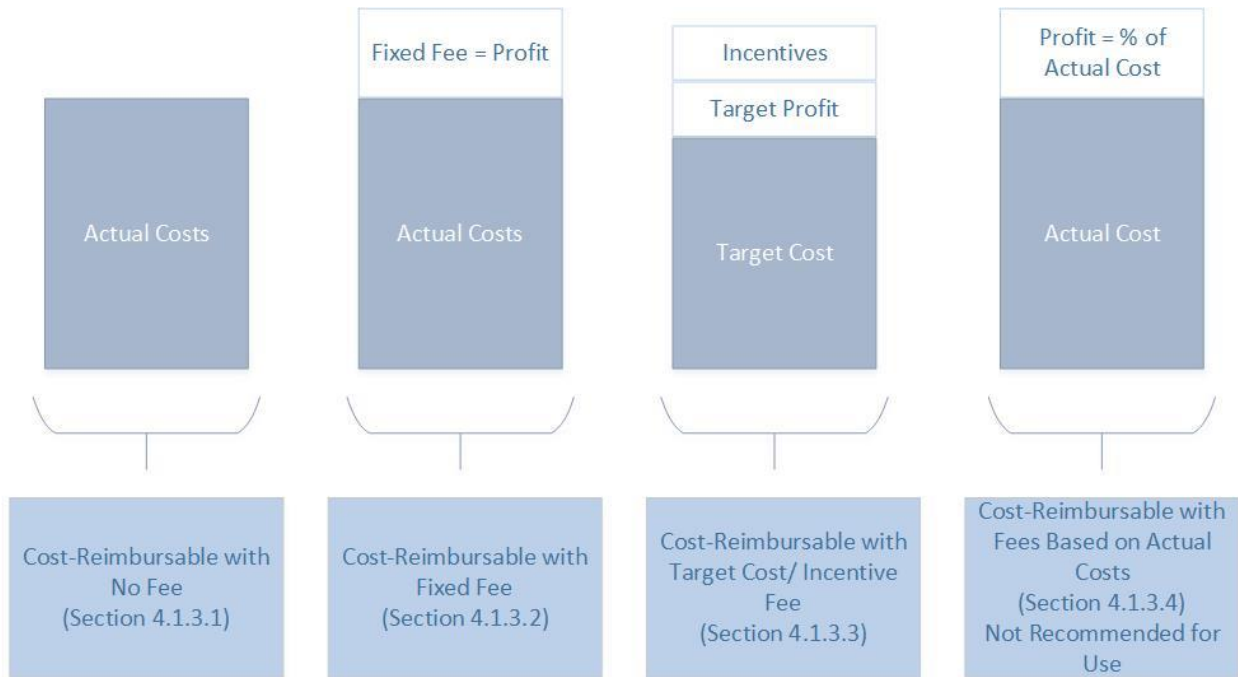 Fixed Fee = Profit
Incentives
Profit = % of
Actual Cost
Target Profit
Actual Costs
Actual Costs
Target Cost
Actual Cost
Cost-Reimbursable with
No Fee
(Section 4.1.3.1)
Cost-Reimbursable with
Fixed Fee
(Section 4.1.3.2)
Cost-Reimbursable with
Target Cost/ Incentive
Fee
(Section 4.1.3.3)
Cost-Reimbursable with
Fees Based on Actual
Costs
(Section 4.1.3.4)
Not Recommended for
Use